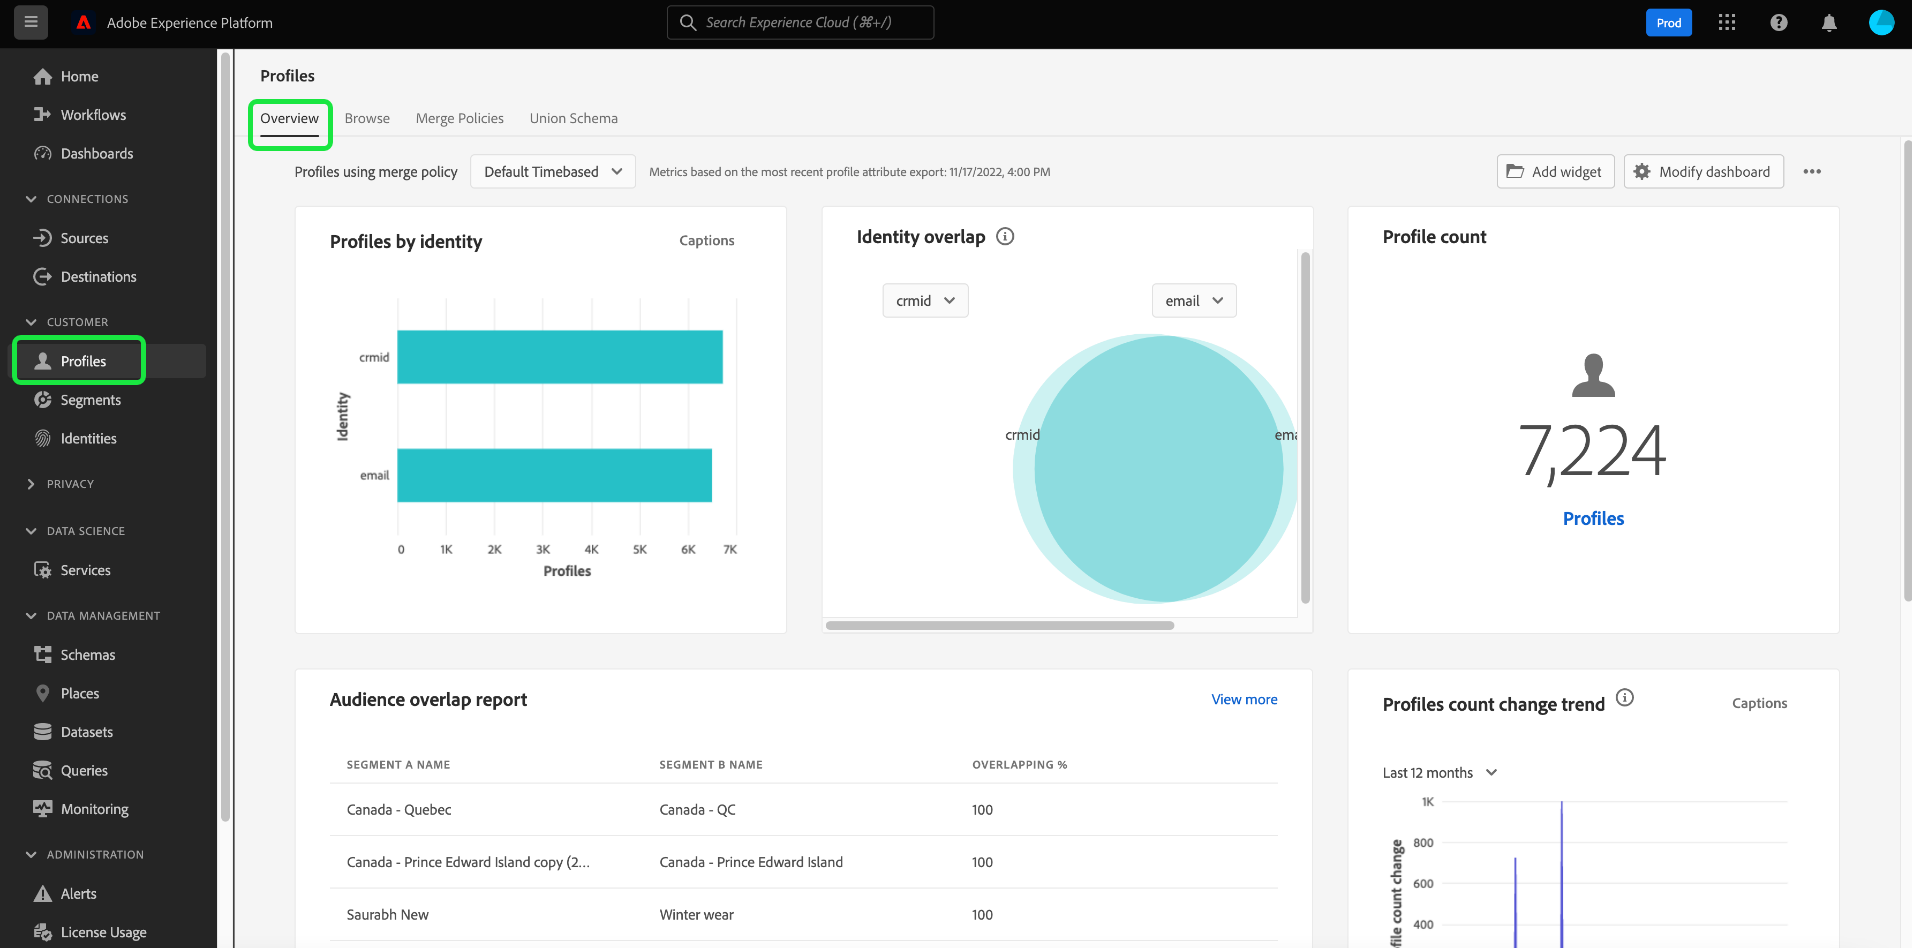 Adobe Experience Platform
Search Experience Cloud (⌘+/)
Prod
Home
Workflows
Dashboards
CONNECTIONS
Sources
Destinations
CUSTOMER
Profiles
Segments
Identities
PRIVACY
DATA SCIENCE
Services
DATA MANAGEMENT
Schemas
Places
Datasets
Queries
Monitoring
ADMINISTRATION
Alerts
License Usage
Profiles
Overview Browse Merge Policies Union Schema
Profiles using merge policy Default Timebased Metrics based on the most recent profile attribute export: 11/17/2022, 4:00 PM Add widget Modify dashboard
Profiles by identity Captions
Identity
crmid
email
0 1K 2K 3K 4K 5K 6K 7K
Profiles
Identity overlap
crmid email
crmid ema
Profile count
7,224
Profiles
Audience overlap report View more
SEGMENT A NAME SEGMENT B NAME OVERLAPPING %
Canada - Quebec Canada - QC 100
Canada - Prince Edward Island copy (2... Canada - Prince Edward Island 100
Saurabh New Winter wear 100
Profiles count change trend Captions
Last 12 months
1K
800
600
400
file count change